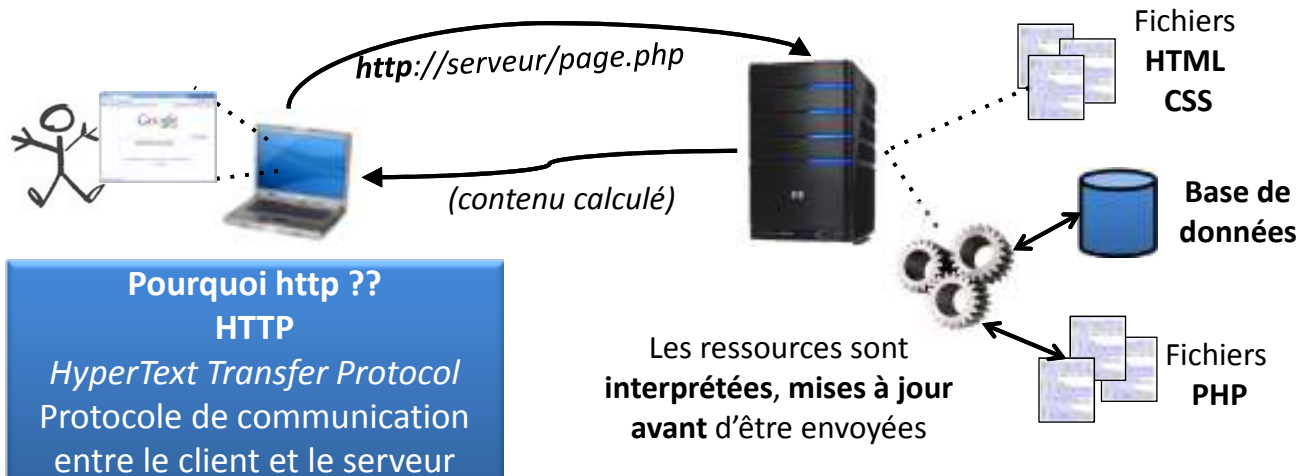 http://serveur/page.php
(contenu calculé)
Google
Fichiers
HTML
CSS
Base de
données
Fichiers
PHP
Pourquoi http ??
HTTP
HyperText Transfer Protocol
Protocole de communication
entre le client et le serveur
Les ressources sont
interprétées, mises à jour
avant d'être envoyées